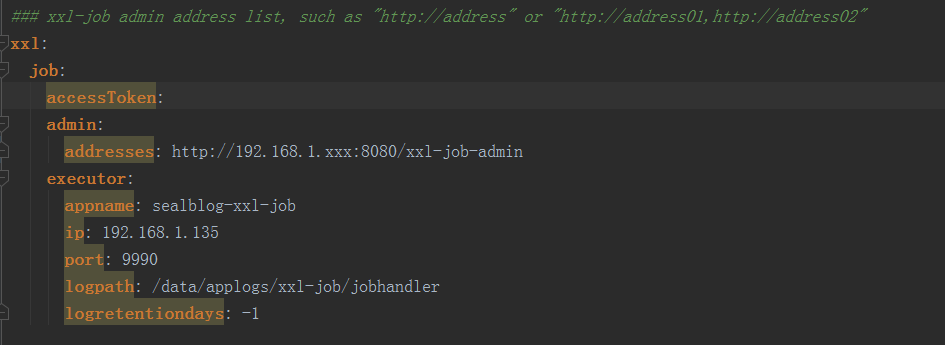 ### xxl-job admin address list, such as "http://address" or "http://address01,http://address02"
xxl:
job:
accessToken:
admin:
addresses: http://192.168.1.xxx:8080/xxl-job-admin
executor:
appname: sealblog-xxl-job
ip: 192.168.1.135
port: 9990
logpath: /data/applogs/xxl-job/jobhandler
logretentiondays: -1